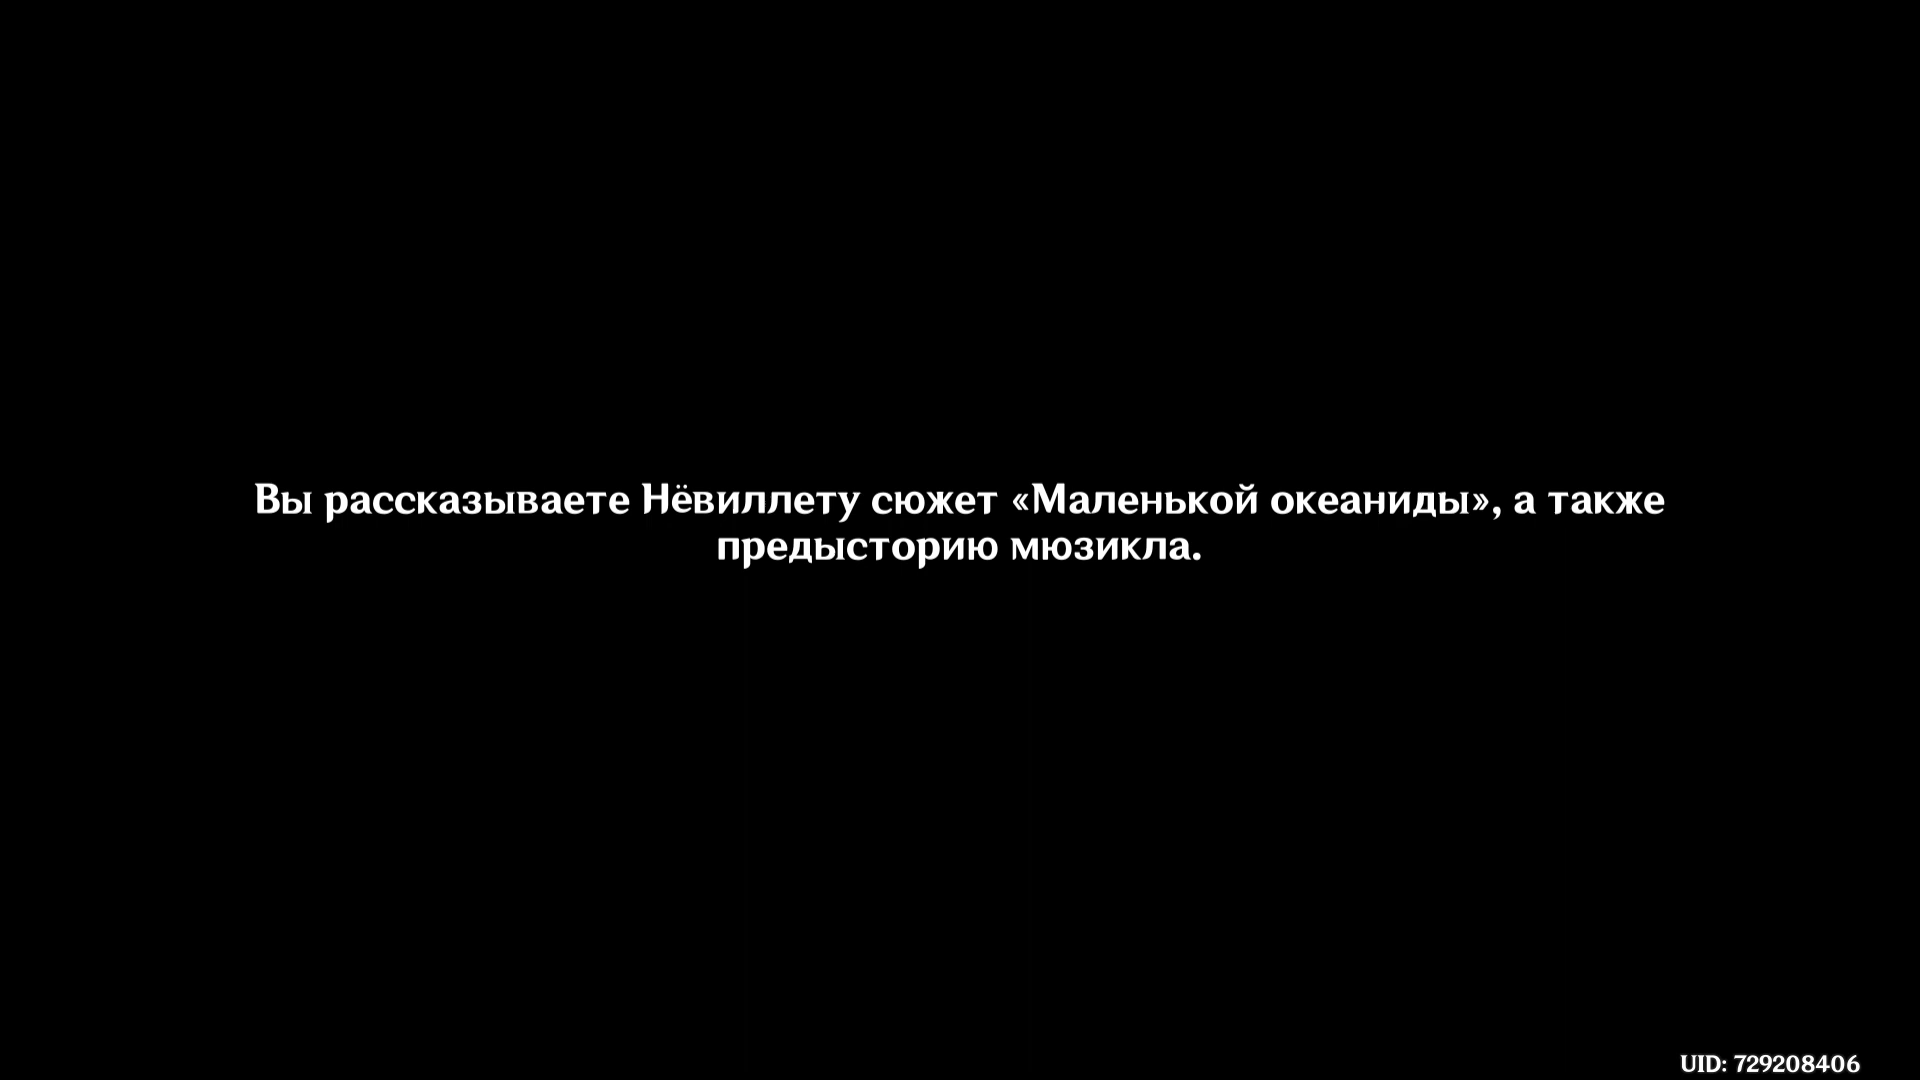 Вы рассказываете Нёвиллету сюжет «Маленькой океаниды», а также
предысторию мюзикла.
UID: 729208406